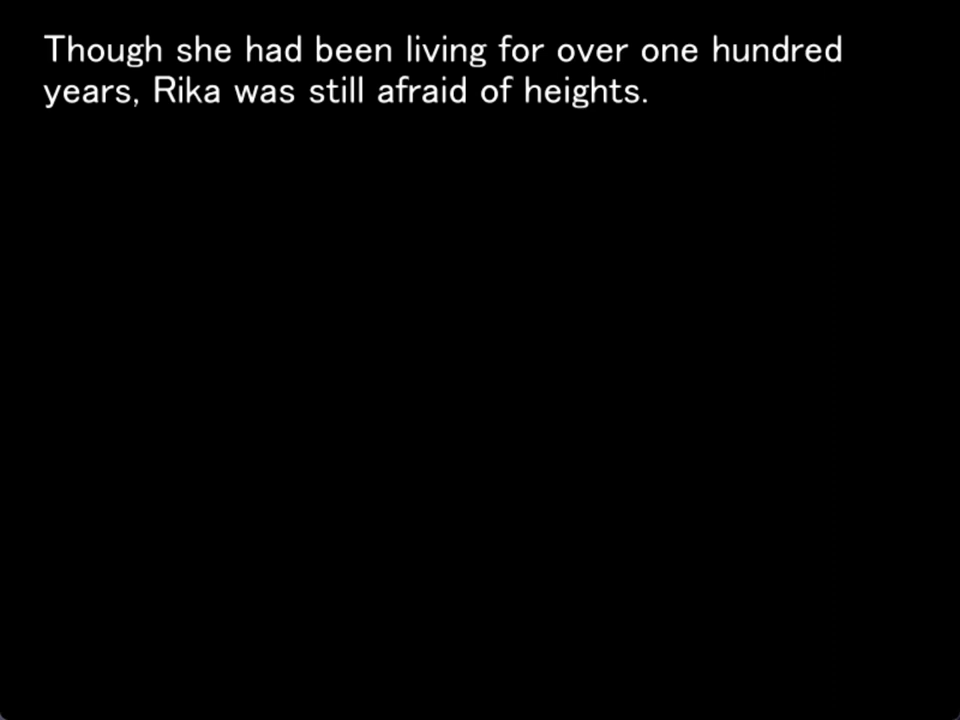 Though she had been living for over one hundred
years, Rika was still afraid of heights.